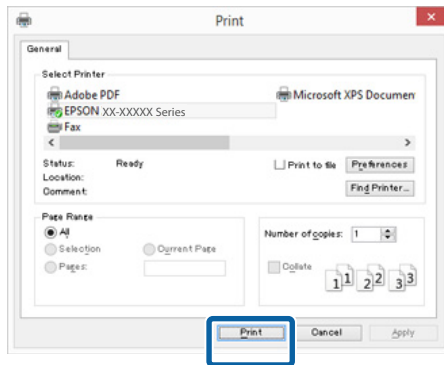 Print
General
Select Printer
Adobe PDF
Microsoft XPS Documen
EPSON XX-XXXXX Series
Fax
Status: Ready
Print to file Preferences
Location:
Comment:
Find Printer...
Page Range
All
Selection Current Page
Pages:
Number of copies: 1
Collate
1 1 2 2 3 3
Print Cancel Apply